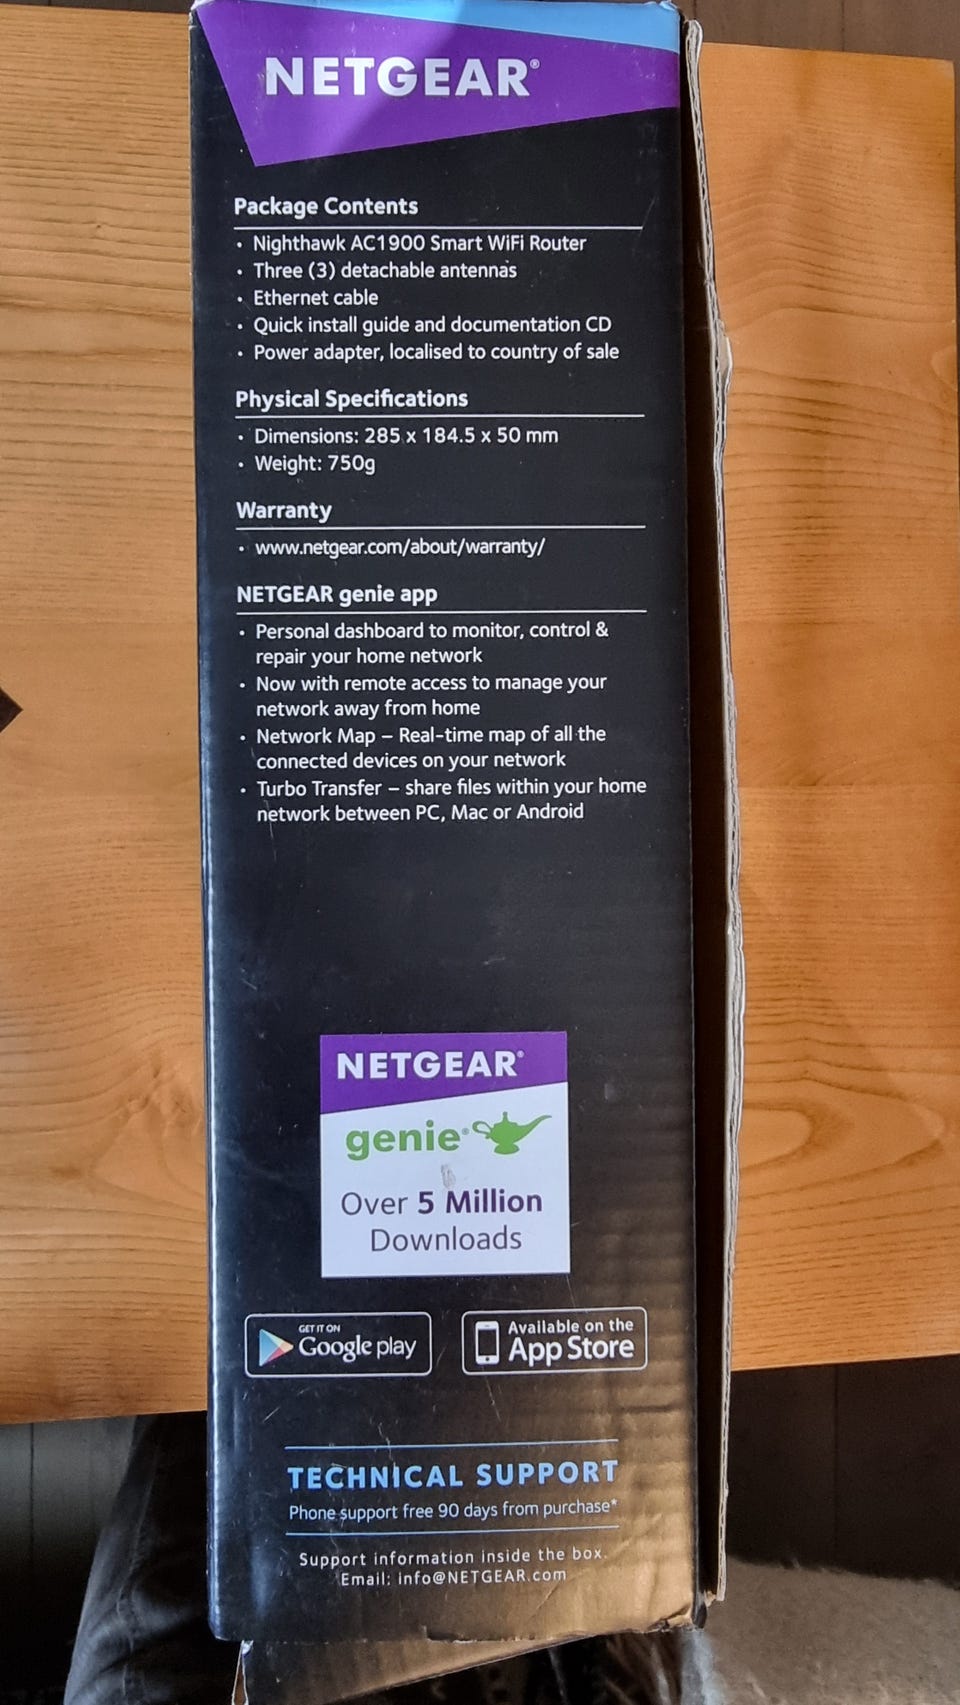 NETGEAR®
Package Contents
• Nighthawk AC1900 Smart WiFi Router
• Three (3) detachable antennas
• Ethernet cable
• Quick install guide and documentation CD
• Power adapter, localised to country of sale
Physical Specifications
• Dimensions: 285 x 184.5 x 50 mm
• Weight: 750g
Warranty
• www.netgear.com/about/warranty/
NETGEAR genie app
• Personal dashboard to monitor, control &
repair your home network
• Now with remote access to manage your
network away from home
• Network Map – Real-time map of all the
connected devices on your network
• Turbo Transfer – share files within your home
network between PC, Mac or Android
NETGEAR®
genie®
Over 5 Million
Downloads
GET IT ON
Google play
Available on the
App Store
TECHNICAL SUPPORT
Phone support free 90 days from purchase*
Support information inside the box.
Email: info@NETGEAR.com